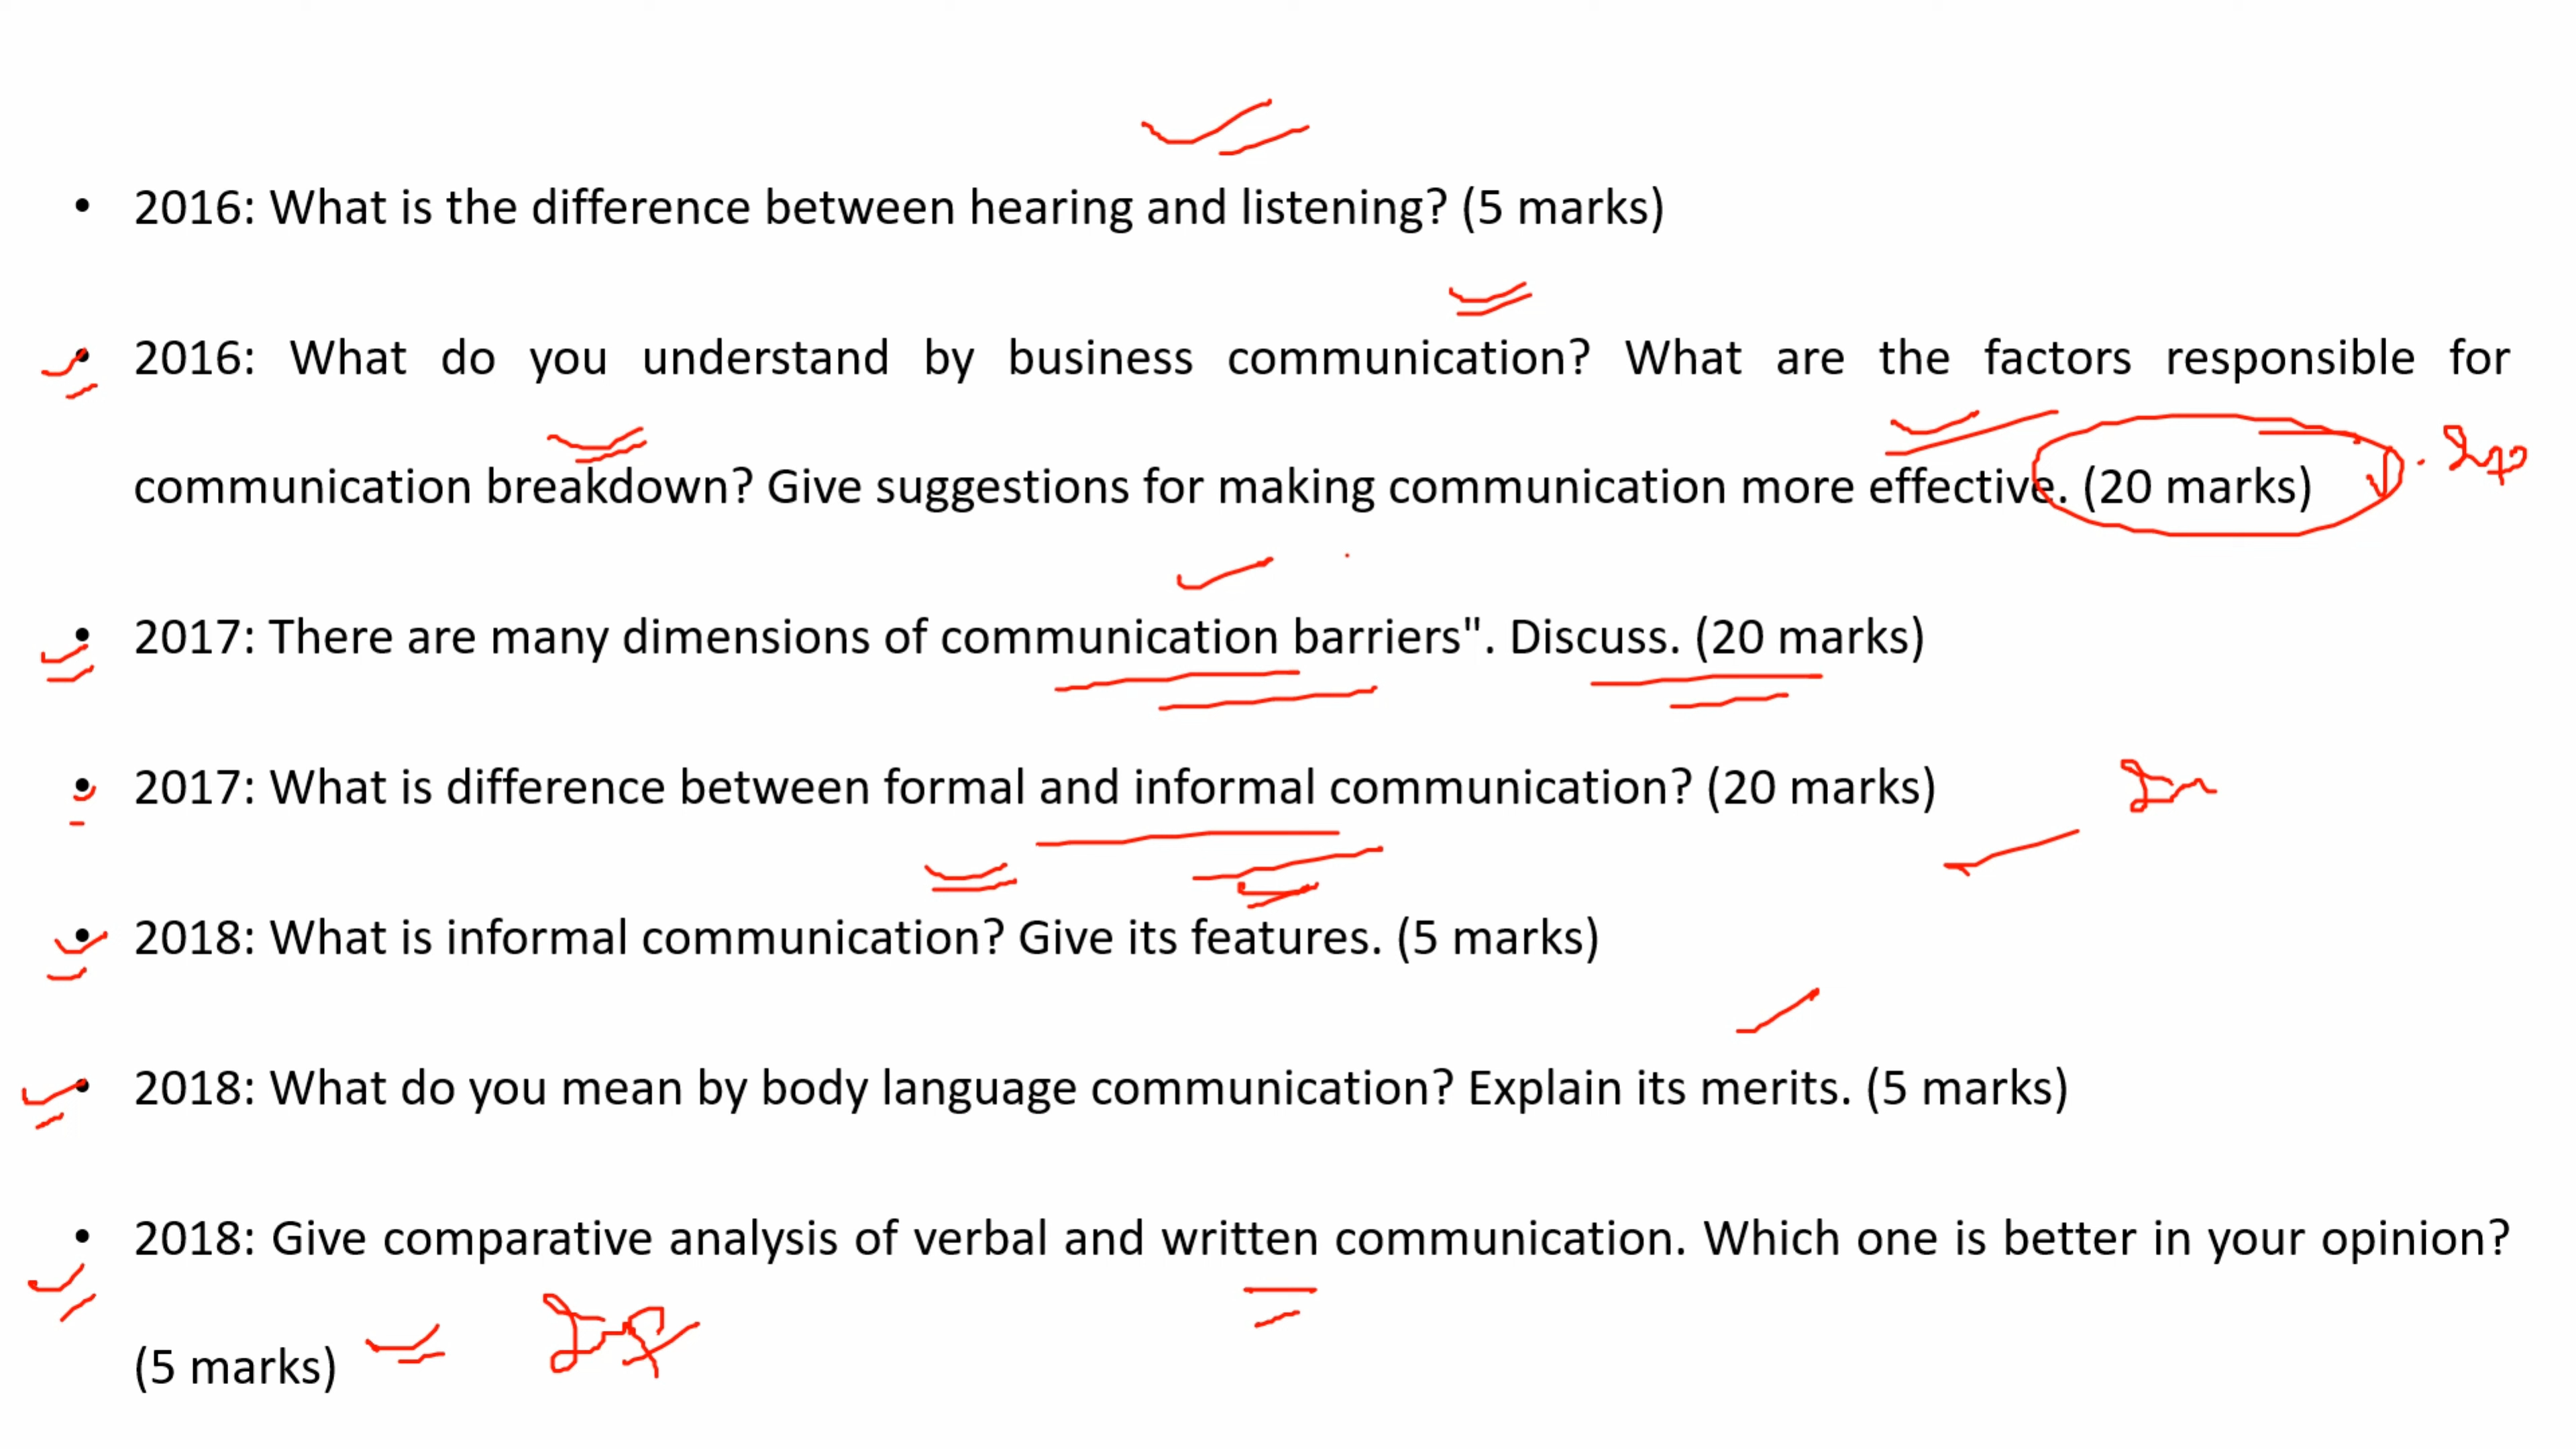 • 2016: What is the difference between hearing and listening? (5 marks)
• 2016: What do you understand by business communication? What are the factors responsible for
communication breakdown? Give suggestions for making communication more effective. (20 marks)
• 2017: There are many dimensions of communication barriers". Discuss. (20 marks)
• 2017: What is difference between formal and informal communication? (20 marks)
• 2018: What is informal communication? Give its features. (5 marks)
• 2018: What do you mean by body language communication? Explain its merits. (5 marks)
• 2018: Give comparative analysis of verbal and written communication. Which one is better in your opinion?
(5 marks)